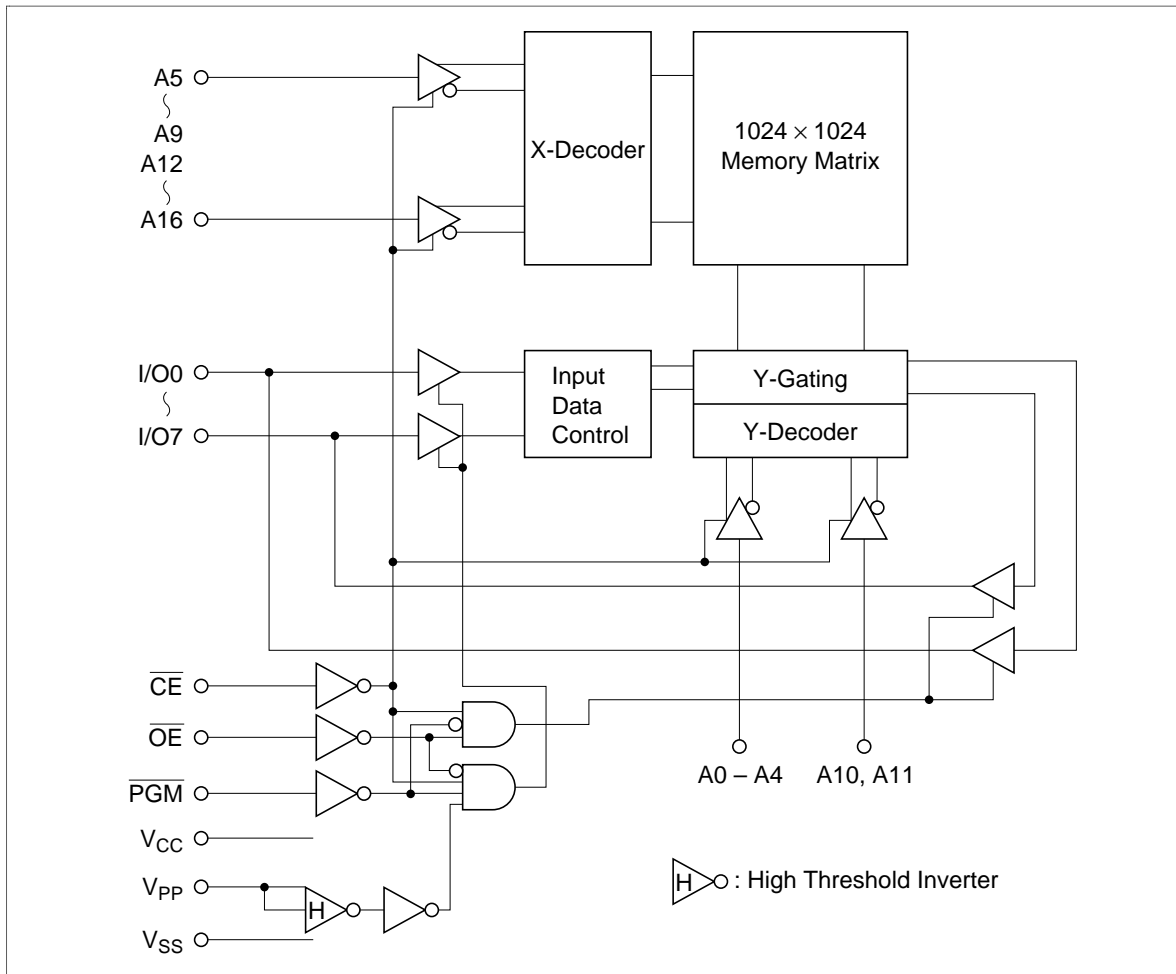 A5
A9
A12
A16
X-Decoder
1024 × 1024
Memory Matrix
I/O0
I/O7
Input
Data
Control
Y-Gating
Y-Decoder
CE
OE
PGM
VCC
VPP
VSS
H
A0 – A4
A10, A11
H : High Threshold Inverter